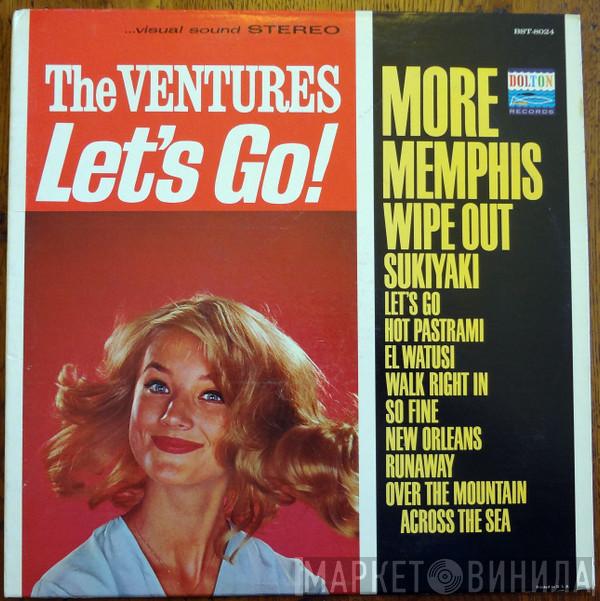 ...visual sound STEREO
BST-8024
The VENTURES
Let's Go!
DOLTON
RECORDS
MORE
MEMPHIS
WIPE OUT
SUKIYAKI
LET'S GO
HOT PASTRAMI
EL WATUSI
WALK RIGHT IN
SO FINE
NEW ORLEANS
RUNAWAY
OVER THE MOUNTAIN
ACROSS THE SEA
МАРКЕТ ВИНИЛА